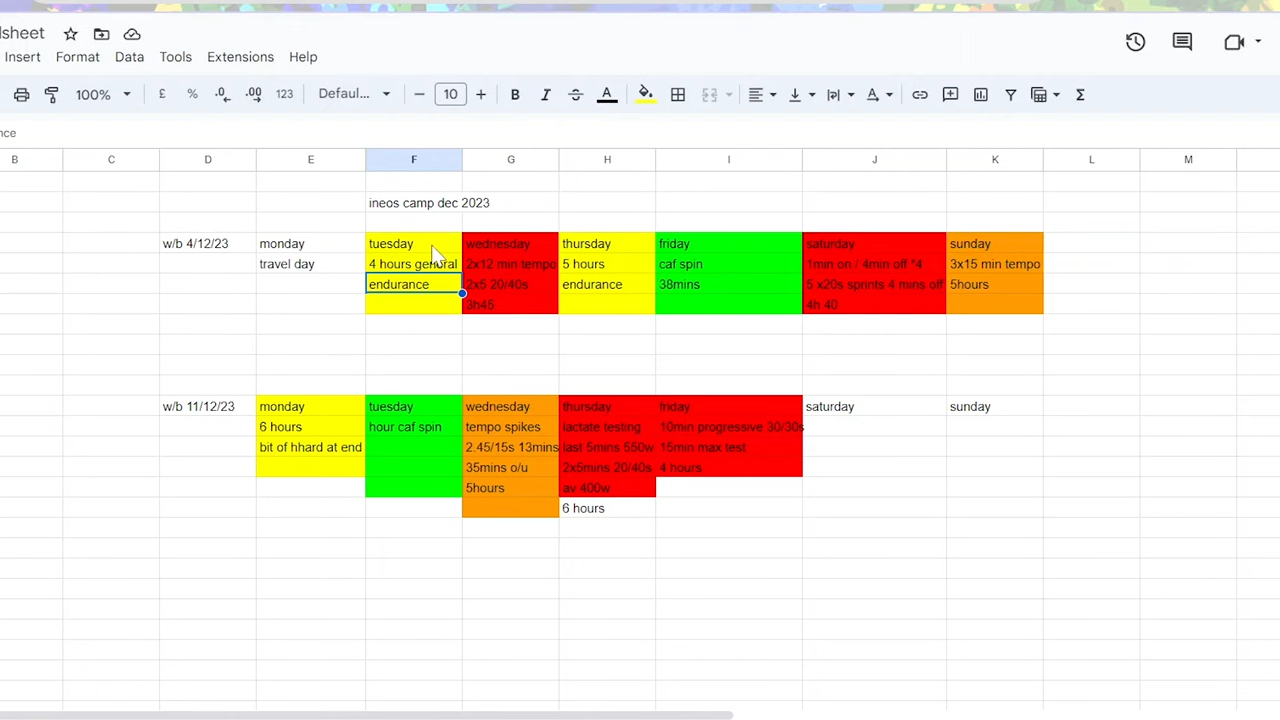 lsheet
Insert Format Data Tools Extensions Help
100% £ % .0 .00 123 Defaul... 10 B I A A Σ
nce
B C D E F G H I J K L M
ineos camp dec 2023
w/b 4/12/23 monday tuesday wednesday thursday friday saturday sunday
travel day 4 hours general 2x12 min tempo 5 hours caf spin 1min on / 4min off *4 3x15 min tempo
endurance 2x5 20/40s endurance 38mins 5 x20s sprints 4 mins off 5hours
3h45 4h 40
w/b 11/12/23 monday tuesday wednesday thursday friday saturday sunday
6 hours hour caf spin tempo spikes lactate testing 10min progressive 30/30s
bit of hhard at end 2.45/15s 13mins last 5mins 550w 15min max test
35mins o/u 2x5mins 20/40s 4 hours
5hours av 400w
6 hours